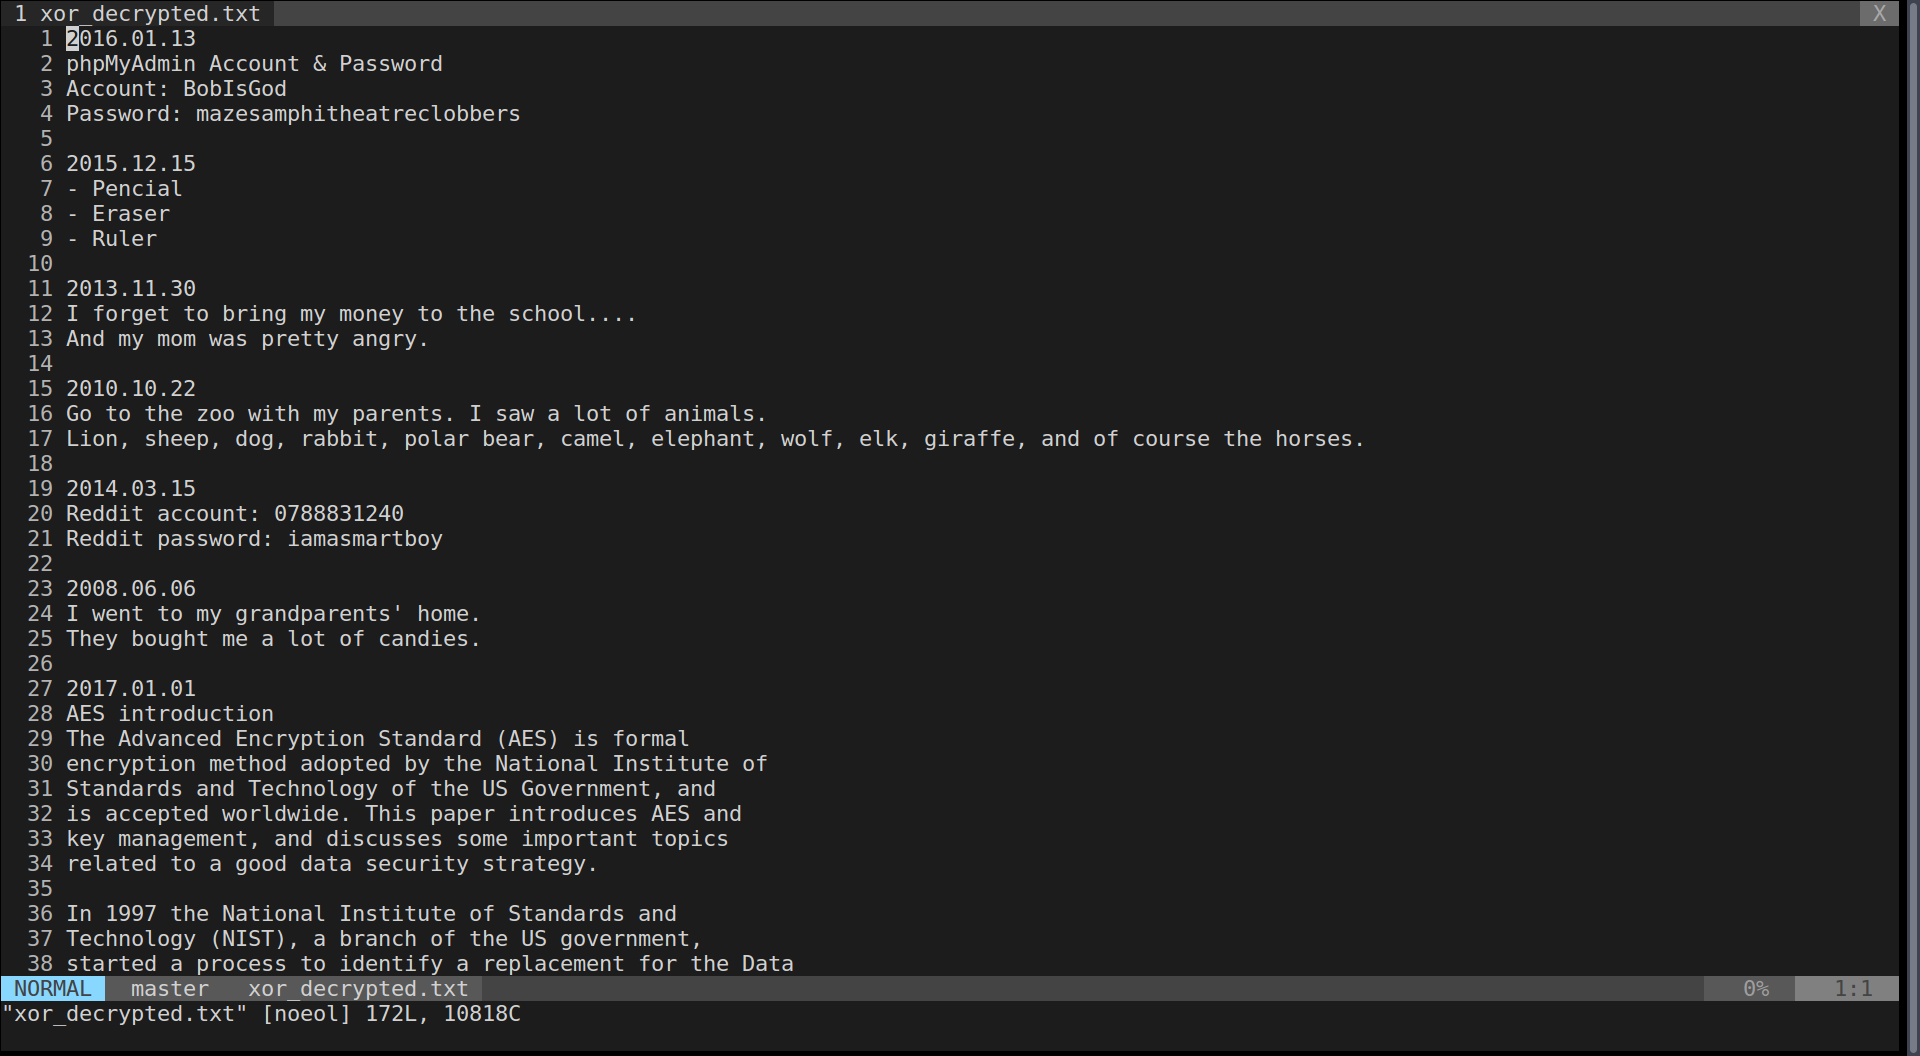 1 xor_decrypted.txt X
1 2016.01.13
2 phpMyAdmin Account & Password
3 Account: BobIsGod
4 Password: mazesamphitheatreclobbers
5
6 2015.12.15
7 - Pencial
8 - Eraser
9 - Ruler
10
11 2013.11.30
12 I forget to bring my money to the school....
13 And my mom was pretty angry.
14
15 2010.10.22
16 Go to the zoo with my parents. I saw a lot of animals.
17 Lion, sheep, dog, rabbit, polar bear, camel, elephant, wolf, elk, giraffe, and of course the horses.
18
19 2014.03.15
20 Reddit account: 0788831240
21 Reddit password: iamasmartboy
22
23 2008.06.06
24 I went to my grandparents' home.
25 They bought me a lot of candies.
26
27 2017.01.01
28 AES introduction
29 The Advanced Encryption Standard (AES) is formal
30 encryption method adopted by the National Institute of
31 Standards and Technology of the US Government, and
32 is accepted worldwide. This paper introduces AES and
33 key management, and discusses some important topics
34 related to a good data security strategy.
35
36 In 1997 the National Institute of Standards and
37 Technology (NIST), a branch of the US government,
38 started a process to identify a replacement for the Data
NORMAL master xor_decrypted.txt 0% 1:1
"xor_decrypted.txt" [noeol] 172L, 10818C